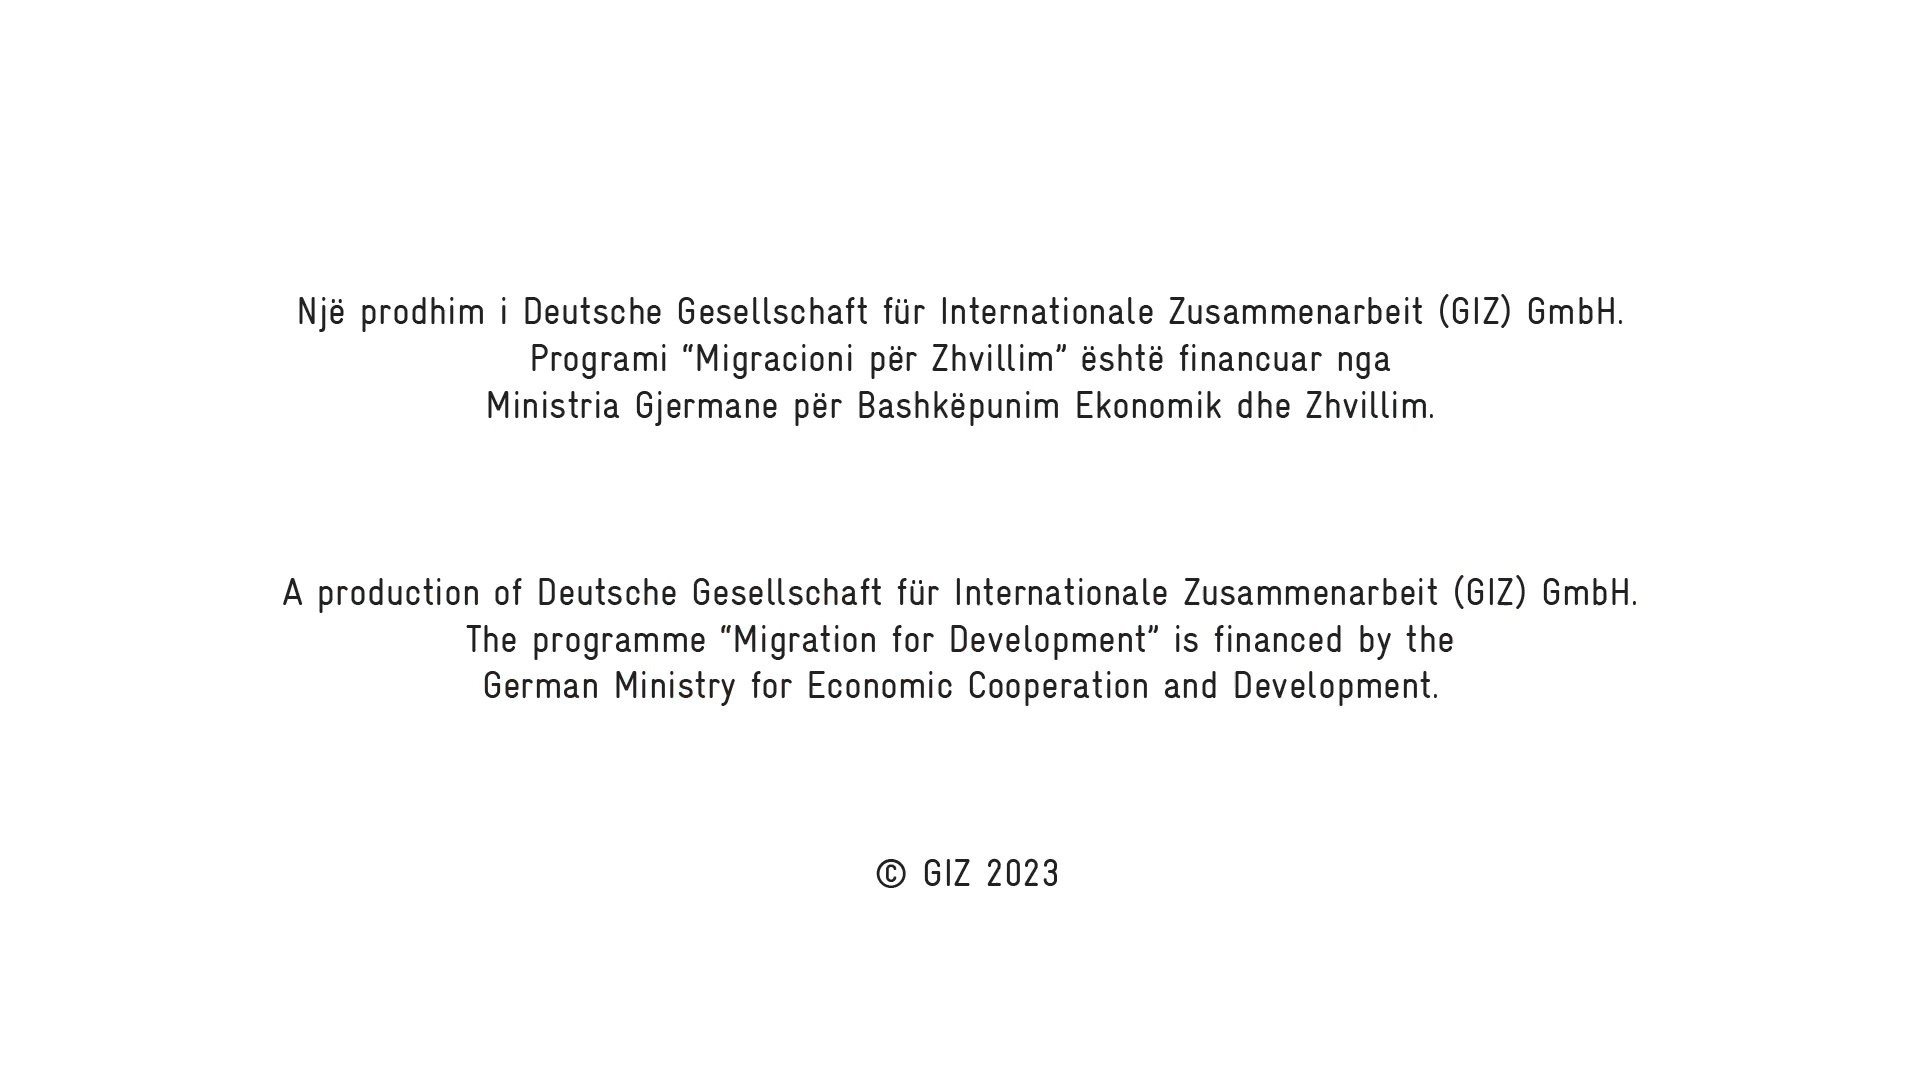 Një prodhim i Deutsche Gesellschaft für Internationale Zusammenarbeit (GIZ) GmbH.
Programi “Migracioni për Zhvillim” është financuar nga
Ministria Gjermane për Bashkëpunim Ekonomik dhe Zhvillim.
A production of Deutsche Gesellschaft für Internationale Zusammenarbeit (GIZ) GmbH.
The programme “Migration for Development” is financed by the
German Ministry for Economic Cooperation and Development.
© GIZ 2023